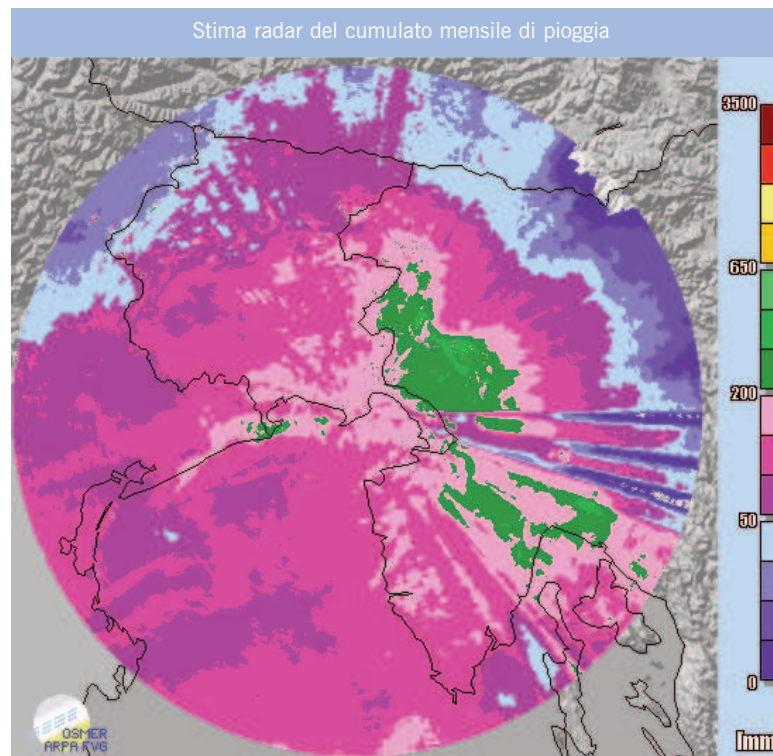 Stima radar del cumulato mensile di pioggia
3500
650
200
50
0
[mm
OSMER
ARPA FVG